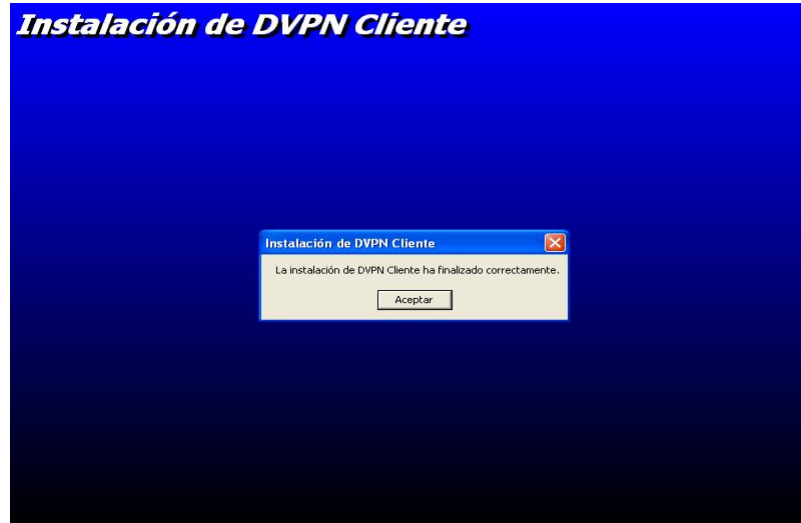 Instalación de DVPN Cliente
Instalación de DVPN Cliente
La instalación de DVPN Cliente ha finalizado correctamente.
Aceptar